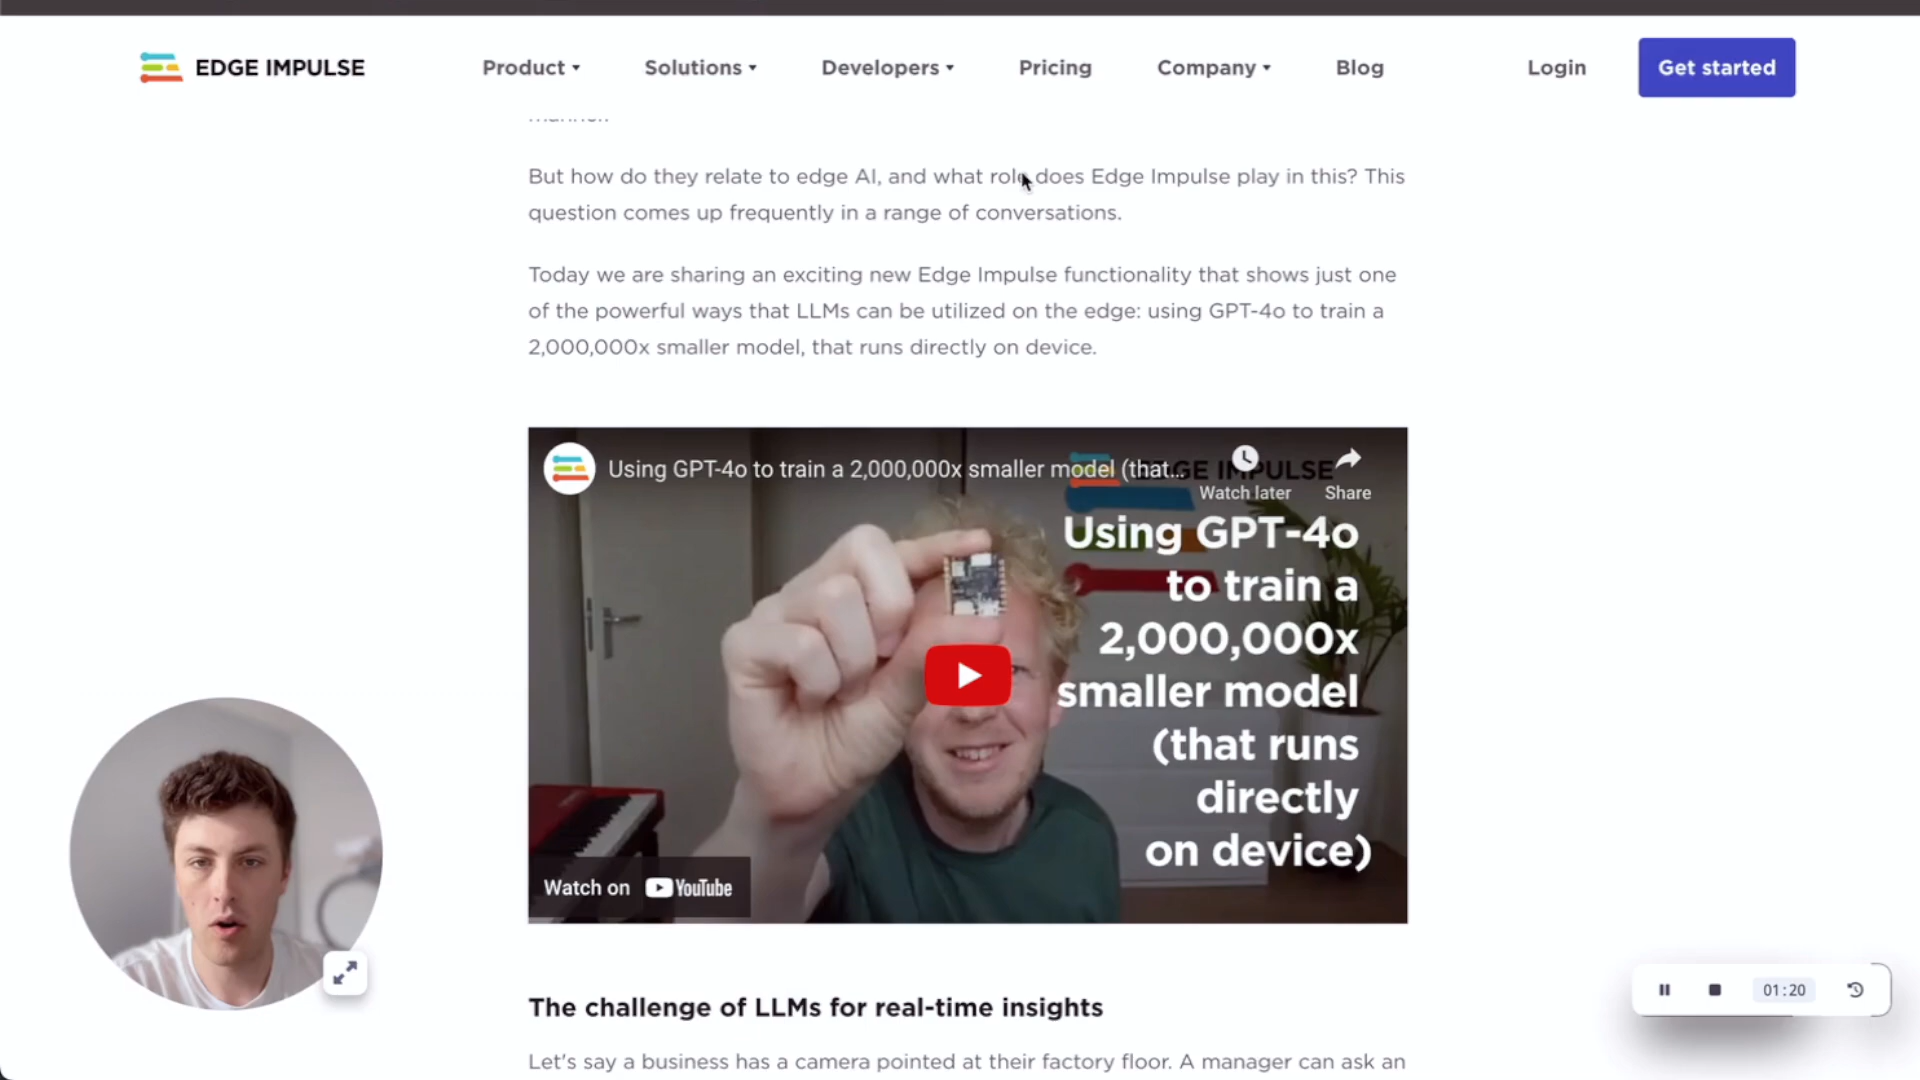 EDGE IMPULSE
Product
Solutions
Developers
Pricing
Company
Blog
Login
Get started
But how do they relate to edge AI, and what role does Edge Impulse play in this? This
question comes up frequently in a range of conversations.
Today we are sharing an exciting new Edge Impulse functionality that shows just one
of the powerful ways that LLMs can be utilized on the edge: using GPT-4o to train a
2,000,000x smaller model, that runs directly on device.
Using GPT-4o to train a 2,000,000x smaller model (that...
EDGE IMPULSE
Watch later
Share
Using GPT-4o
to train a
2,000,000x
smaller model
(that runs
directly
on device)
Watch on YouTube
The challenge of LLMs for real-time insights
Let's say a business has a camera pointed at their factory floor. A manager can ask an
01:20